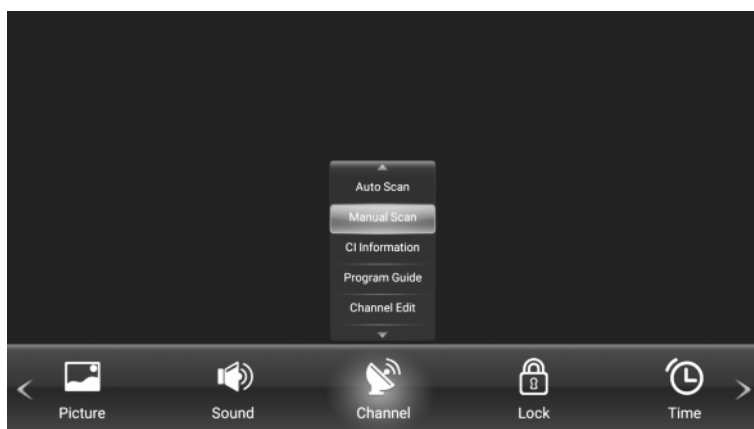 Auto Scan
Manual Scan
CI Information
Program Guide
Channel Edit
Picture
Sound
Channel
Lock
Time